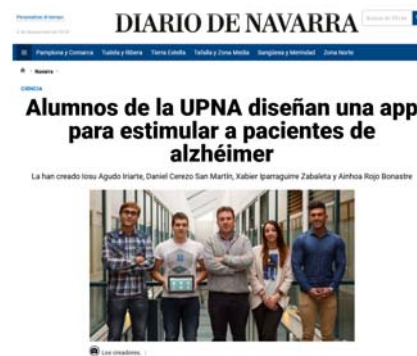 DIARIO DE NAVARRA
Pamplona y Comarca Tudela y Ribera Tierra Estella Tafalla y Zona Media Sangüesa y Merindad Zona Norte
Navarra
CIENCIA
Alumnos de la UPNA diseñan una app
para estimular a pacientes de
alzhéimer
La han creado Iosu Agudo Iriarte, Daniel Cerezo San Martín, Xabier Iparraguirre Zabaleta y Ainhoa Rojo Bonastre
Los creadores.